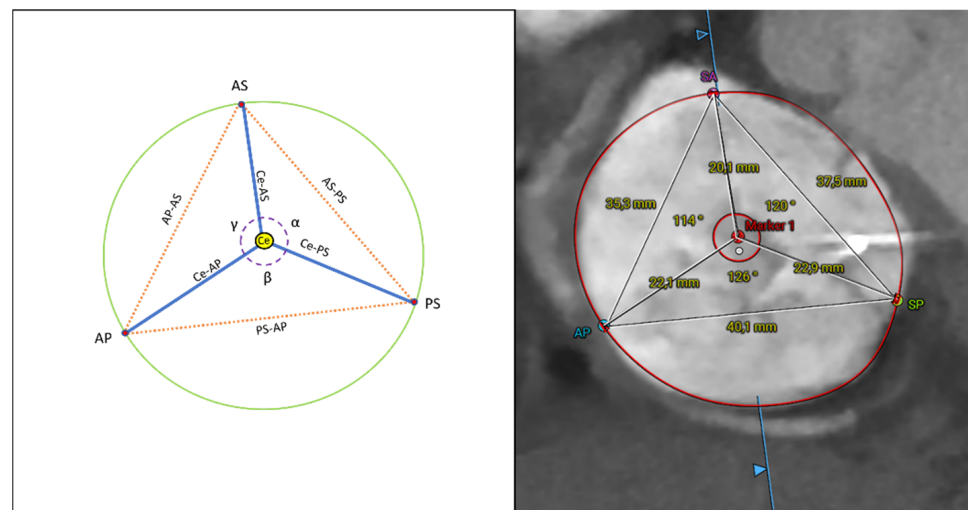 AS
AP-AS
Ce-AS
AS-PS
γ
α
Ce
Ce-AP
Ce-PS
β
PS
AP
PS-AP
SA
20,1 mm
35,3 mm
37,5 mm
114 °
120 °
Marker 1
126 °
22,1 mm
22,9 mm
AP
SP
40,1 mm